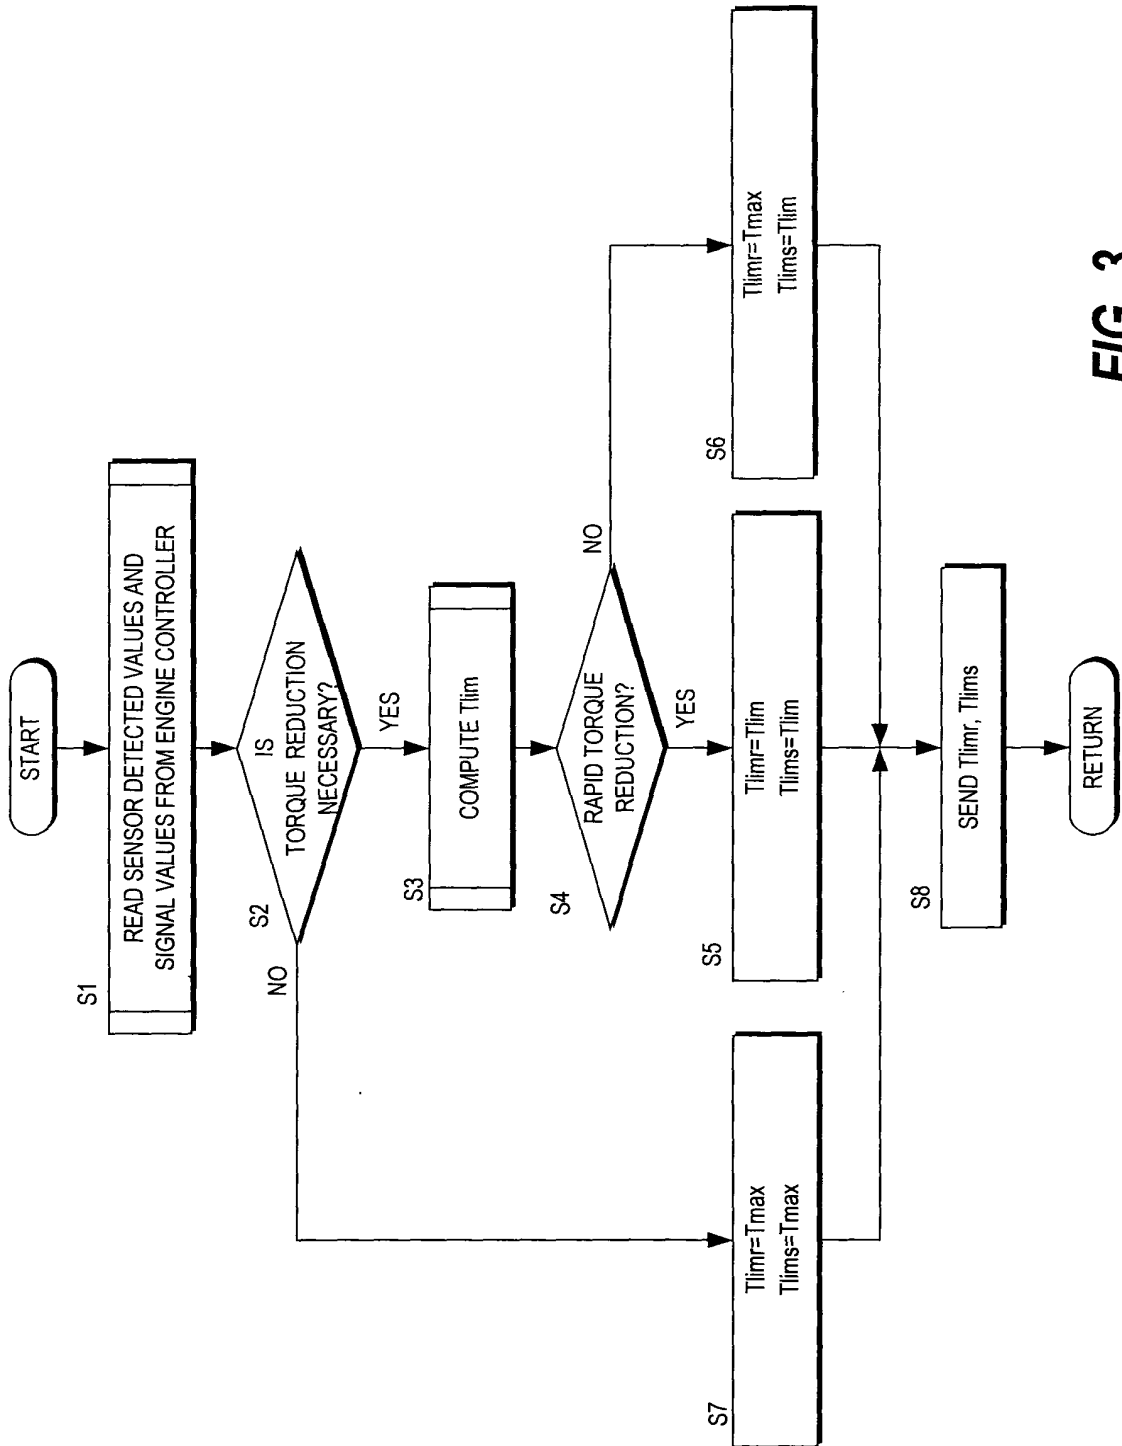 START
S1
READ SENSOR DETECTED VALUES AND
SIGNAL VALUES FROM ENGINE CONTROLLER
S2
IS
TORQUE REDUCTION
NECESSARY?
NO
YES
S3
COMPUTE Tlim
S4
RAPID TORQUE
REDUCTION?
NO
YES
S7
Tlimr=Tmax
Tlims=Tmax
S5
Tlimr=Tlim
Tlims=Tlim
S6
Tlimr=Tmax
Tlims=Tlim
S8
SEND Tlimr, Tlims
RETURN
FIG. 3